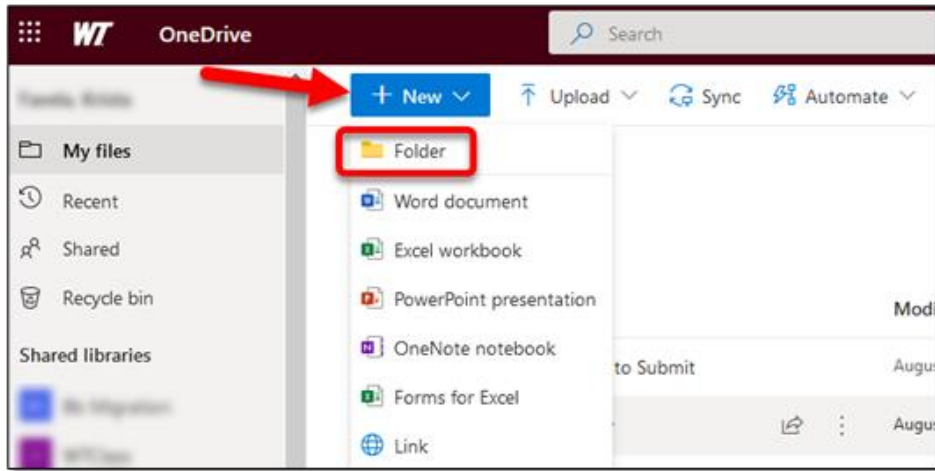 WT OneDrive Search
+ New Upload Sync Automate
My files
Recent
Shared
Recycle bin
Shared libraries
Folder
Word document
Excel workbook
PowerPoint presentation
OneNote notebook
Forms for Excel
Link
Modi
to Submit Augus
Augus